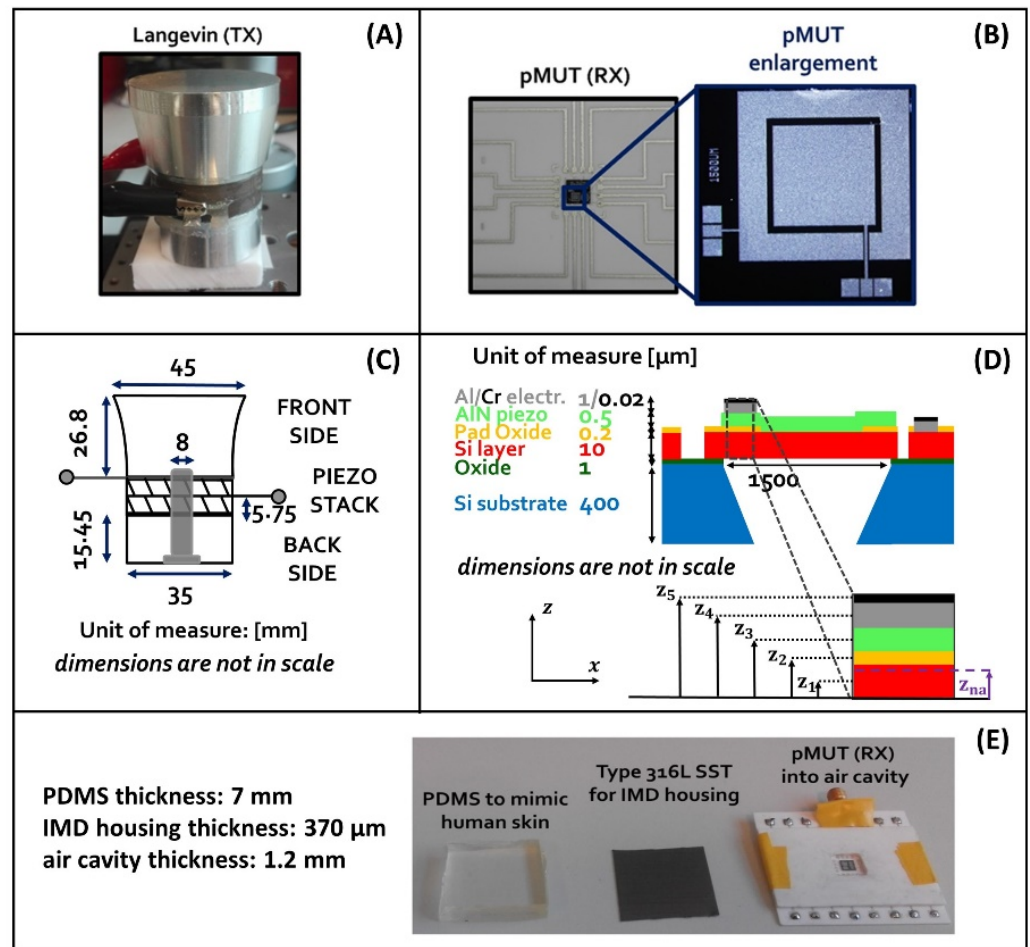 Langevin (TX)
(A)
pMUT (RX)
pMUT
enlargement
(B)
1500UM
(C)
45
26.8
8
FRONT
SIDE
PIEZO
STACK
5.75
15.45
BACK
SIDE
35
Unit of measure: [mm]
dimensions are not in scale
Unit of measure [µm]
(D)
Al/Cr electr. 1/0.02
AlN piezo 0.5
Pad Oxide 0.2
Si layer 10
Oxide 1
Si substrate 400
1500
dimensions are not in scale
z5
z4
z3
z2
z1
zna
z
x
(E)
PDMS thickness: 7 mm
IMD housing thickness: 370 µm
air cavity thickness: 1.2 mm
PDMS to mimic
human skin
Type 316L SST
for IMD housing
pMUT (RX)
into air cavity